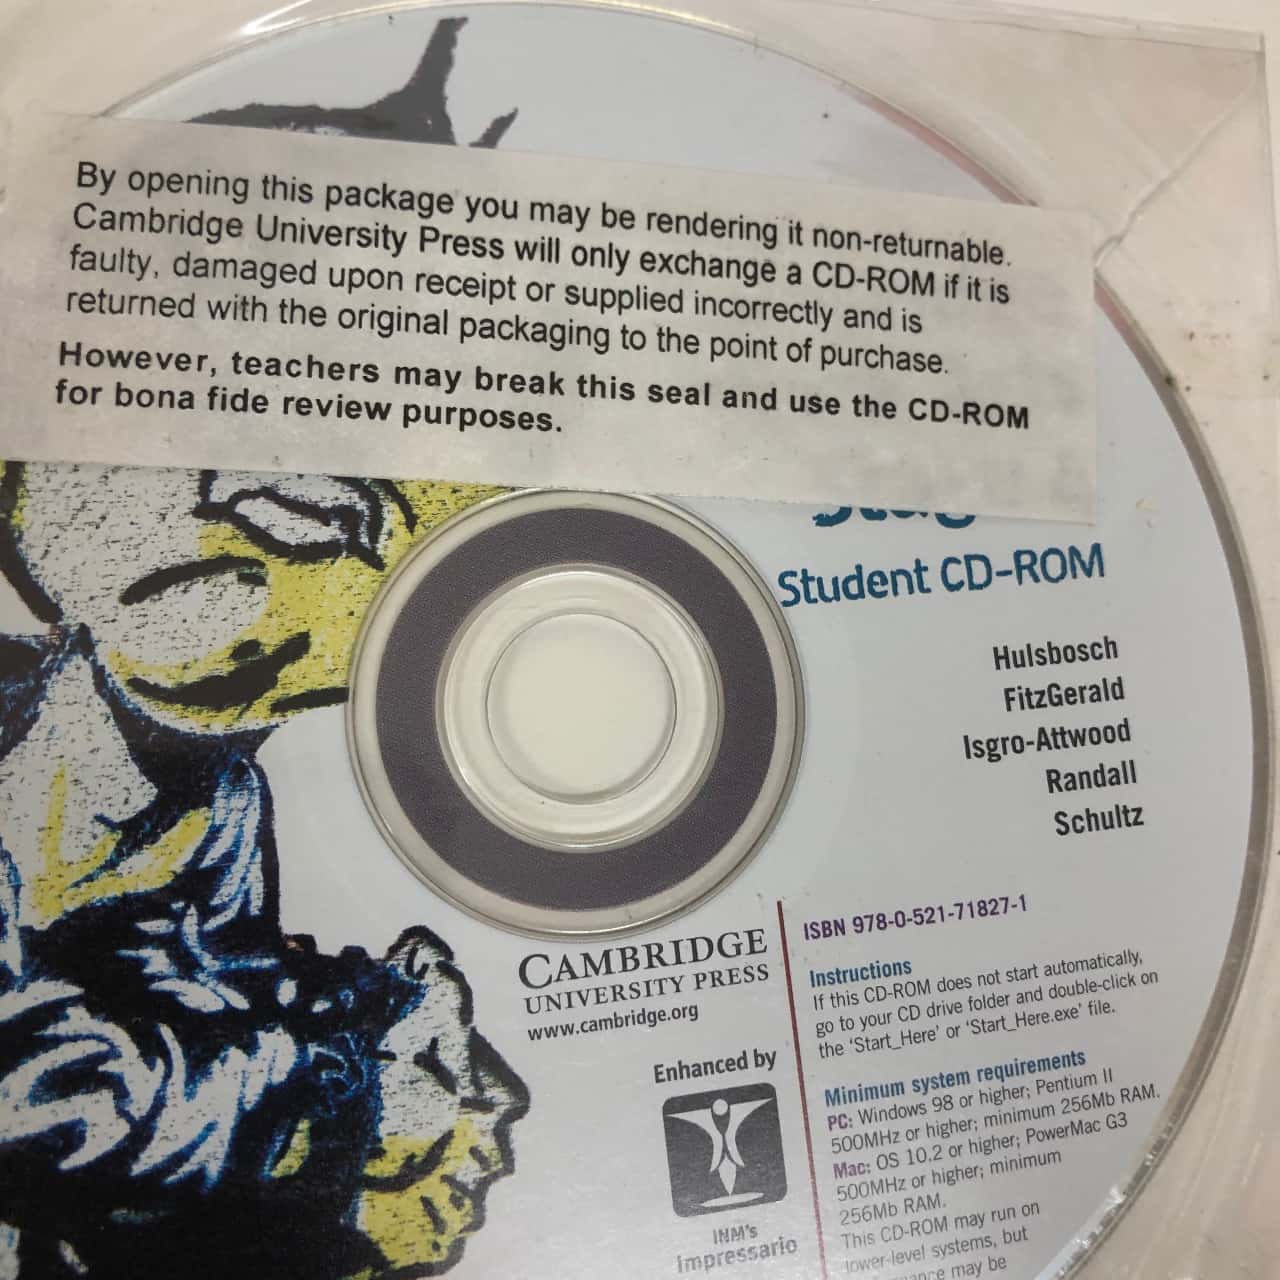 By opening this package you may be rendering it non-returnable.
Cambridge University Press will only exchange a CD-ROM if it is
faulty, damaged upon receipt or supplied incorrectly and is
returned with the original packaging to the point of purchase.
However, teachers may break this seal and use the CD-ROM
for bona fide review purposes.
Student CD-ROM
Hulsbosch
FitzGerald
Isgro-Attwood
Randall
Schultz
CAMBRIDGE
UNIVERSITY PRESS
www.cambridge.org
Enhanced by
INM's
Impressario
ISBN 978-0-521-71827-1
Instructions
If this CD-ROM does not start automatically,
go to your CD drive folder and double-click on
the 'Start_Here' or 'Start_Here.exe' file.
Minimum system requirements
PC: Windows 98 or higher; Pentium II
500MHz or higher; minimum 256Mb RAM.
Mac: OS 10.2 or higher; PowerMac G3
500MHz or higher; minimum
256Mb RAM.
This CD-ROM may run on
lower-level systems, but
may be